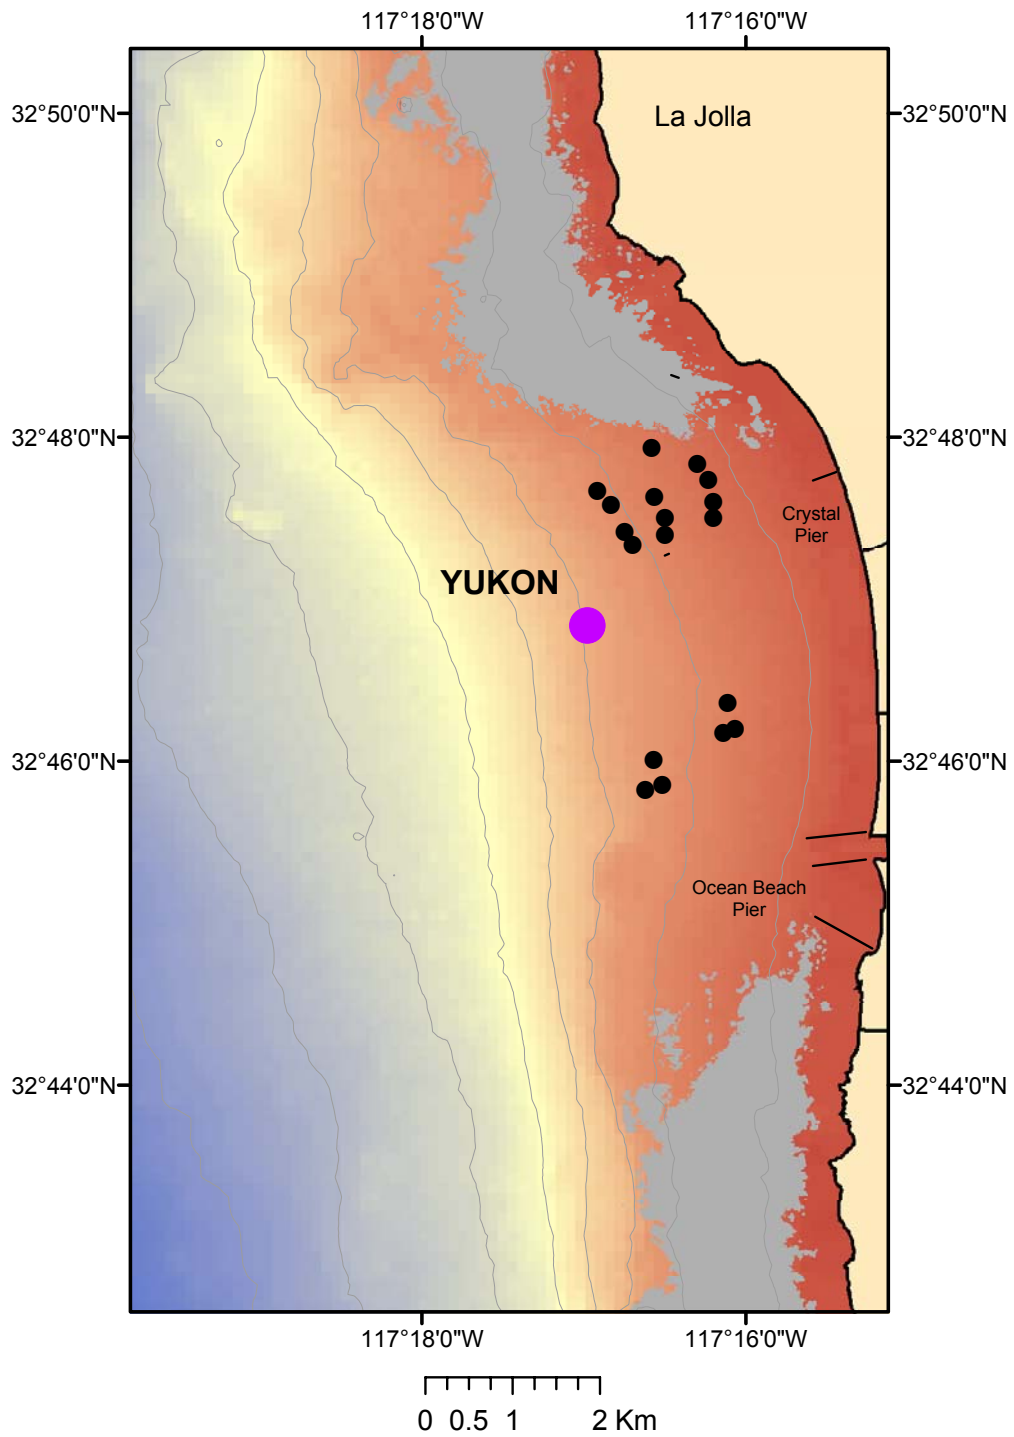 117°18'0"W 117°16'0"W
32°50'0"N 32°50'0"N
La Jolla
32°48'0"N 32°48'0"N
Crystal
Pier
YUKON
32°46'0"N 32°46'0"N
Ocean Beach
Pier
32°44'0"N 32°44'0"N
117°18'0"W 117°16'0"W
0 0.5 1 2 Km